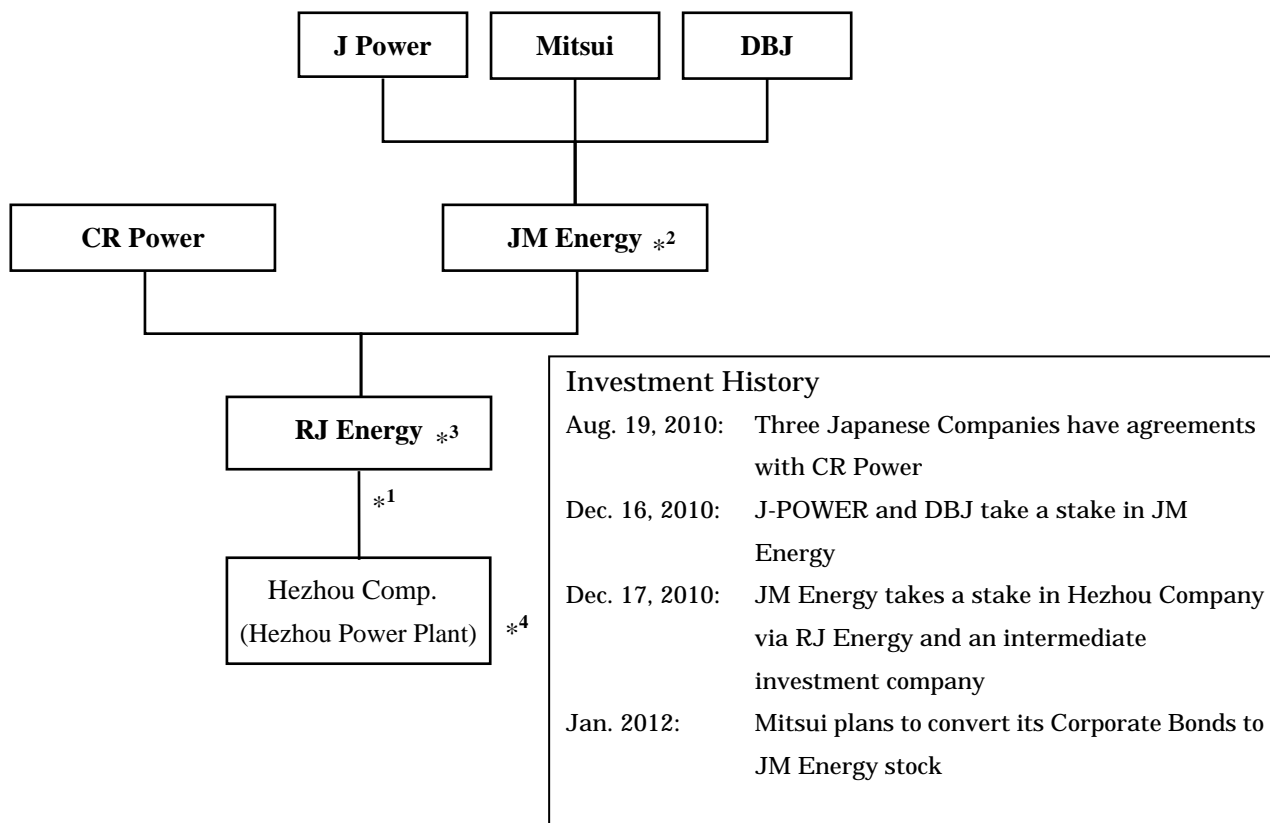 J Power
Mitsui
DBJ
CR Power
JM Energy *2
RJ Energy *3
*1
Hezhou Comp.
(Hezhou Power Plant) *4
Investment History
Aug. 19, 2010: Three Japanese Companies have agreements
with CR Power
Dec. 16, 2010: J-POWER and DBJ take a stake in JM
Energy
Dec. 17, 2010: JM Energy takes a stake in Hezhou Company
via RJ Energy and an intermediate
investment company
Jan. 2012: Mitsui plans to convert its Corporate Bonds to
JM Energy stock